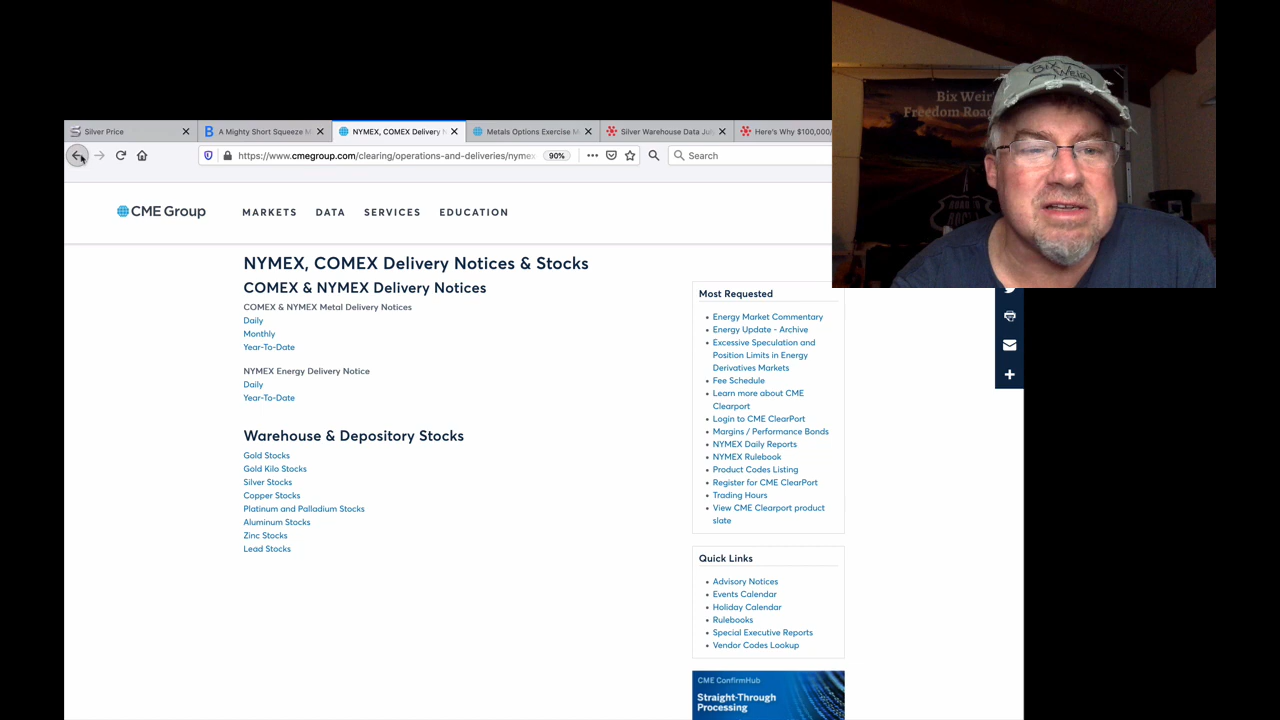 Silver Price
A Mighty Short Squeeze M
NYMEX, COMEX Delivery N
Metals Options Exercise M
Silver Warehouse Data Jul
Here's Why $100,000/
https://www.cmegroup.com/clearing/operations-and-deliveries/nymex
90%
Search
CME Group
MARKETS DATA SERVICES EDUCATION
NYMEX, COMEX Delivery Notices & Stocks
COMEX & NYMEX Delivery Notices
COMEX & NYMEX Metal Delivery Notices
Daily
Monthly
Year-To-Date
NYMEX Energy Delivery Notice
Daily
Year-To-Date
Warehouse & Depository Stocks
Gold Stocks
Gold Kilo Stocks
Silver Stocks
Copper Stocks
Platinum and Palladium Stocks
Aluminum Stocks
Zinc Stocks
Lead Stocks
Most Requested
Energy Market Commentary
Energy Update - Archive
Excessive Speculation and
Position Limits in Energy
Derivatives Markets
Fee Schedule
Learn more about CME
Clearport
Login to CME ClearPort
Margins / Performance Bonds
NYMEX Daily Reports
NYMEX Rulebook
Product Codes Listing
Register for CME ClearPort
Trading Hours
View CME Clearport product
slate
Quick Links
Advisory Notices
Events Calendar
Holiday Calendar
Rulebooks
Special Executive Reports
Vendor Codes Lookup
CME ConfirmHub
Straight-Through
Processing
Bix Weir's
Freedom Roa
BIX WEIR